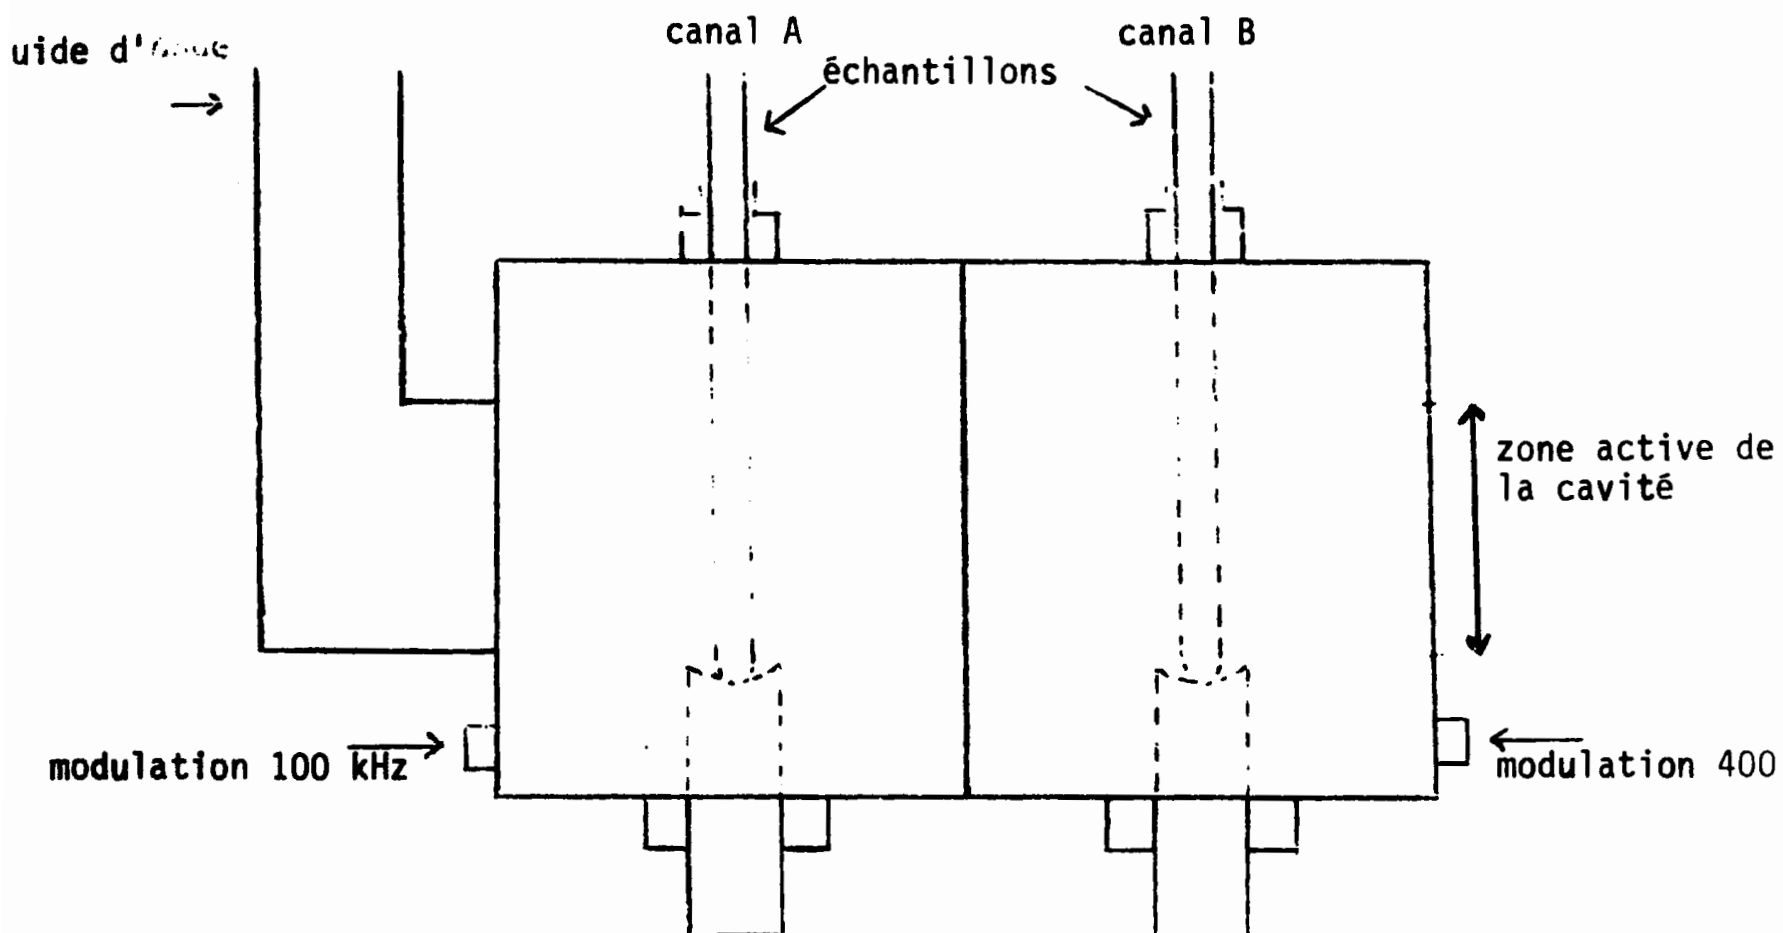 canal A
canal B
uide d'
échantillons
zone active de
la cavité
modulation 100 kHz
modulation 400